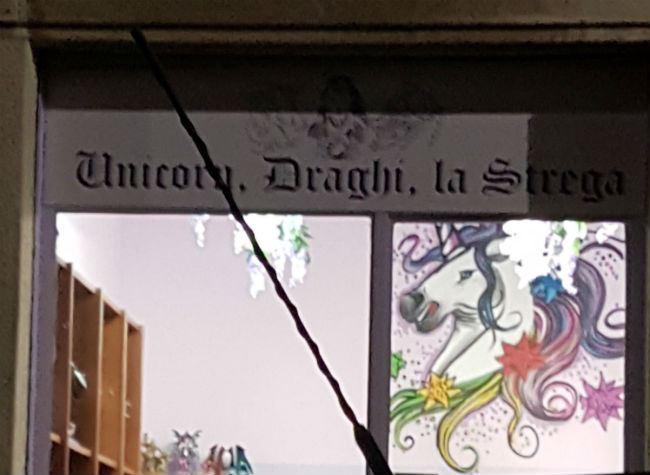 Unicorn, Draghi, la Strega